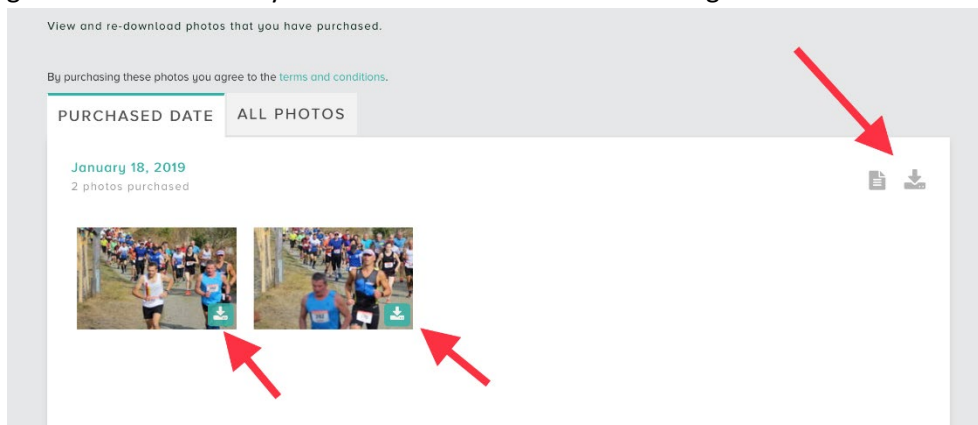 View and re-download photos that you have purchased.
By purchasing these photos you agree to the terms and conditions.
PURCHASED DATE ALL PHOTOS
January 18, 2019
2 photos purchased